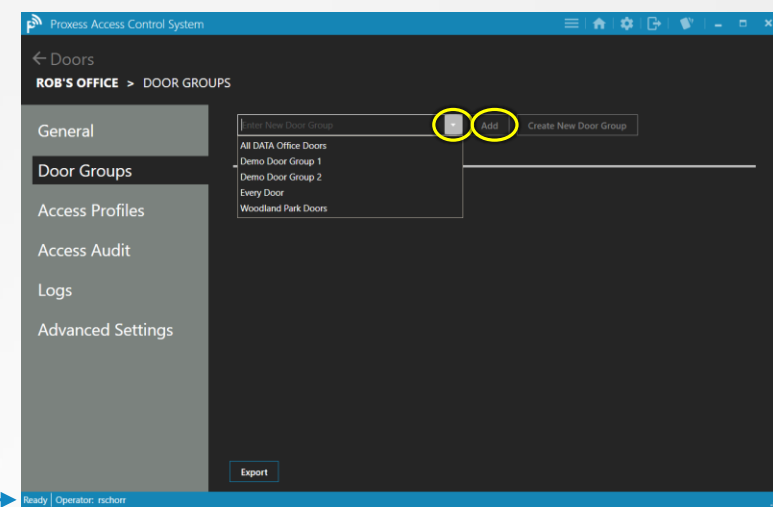 Proxess Access Control System
Doors
ROB'S OFFICE > DOOR GROUPS
General
Door Groups
Access Profiles
Access Audit
Logs
Advanced Settings
Enter New Door Group
Add
Create New Door Group
All DATA Office Doors
Demo Door Group 1
Demo Door Group 2
Every Door
Woodland Park Doors
Export
Ready
Operator: rschorr